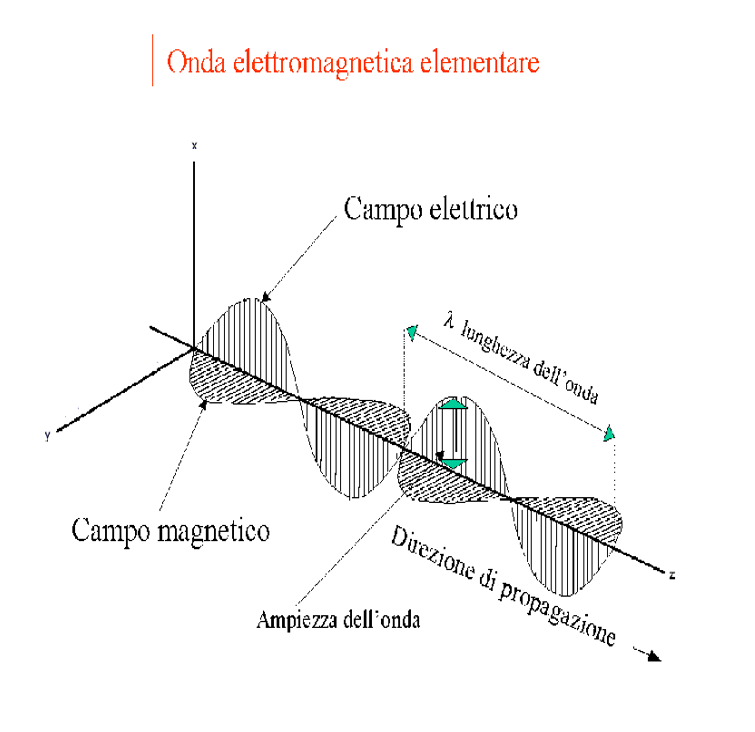 Onda elettromagnetica elementare
x
Campo elettrico
λ lunghezza dell'onda
y
Campo magnetico
z
Direzione di propagazione
Ampiezza dell'onda